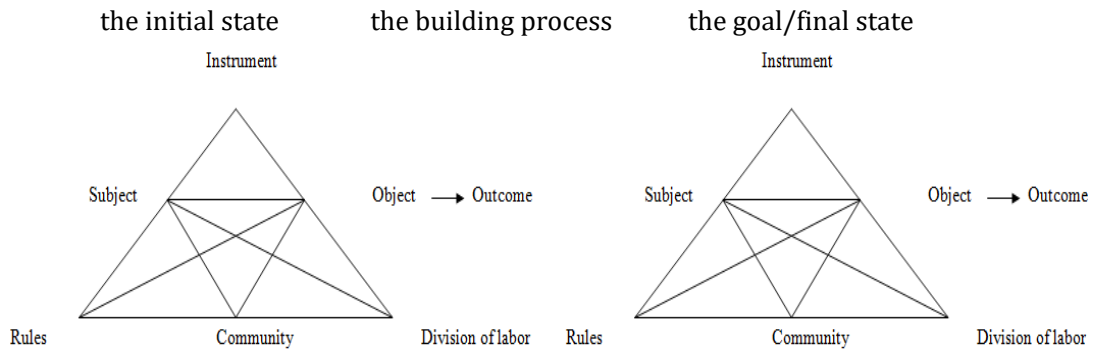 the initial state the building process the goal/final state
Instrument Instrument
Subject Object Outcome Subject Object Outcome
Rules Community Division of labor Rules Community Division of labor